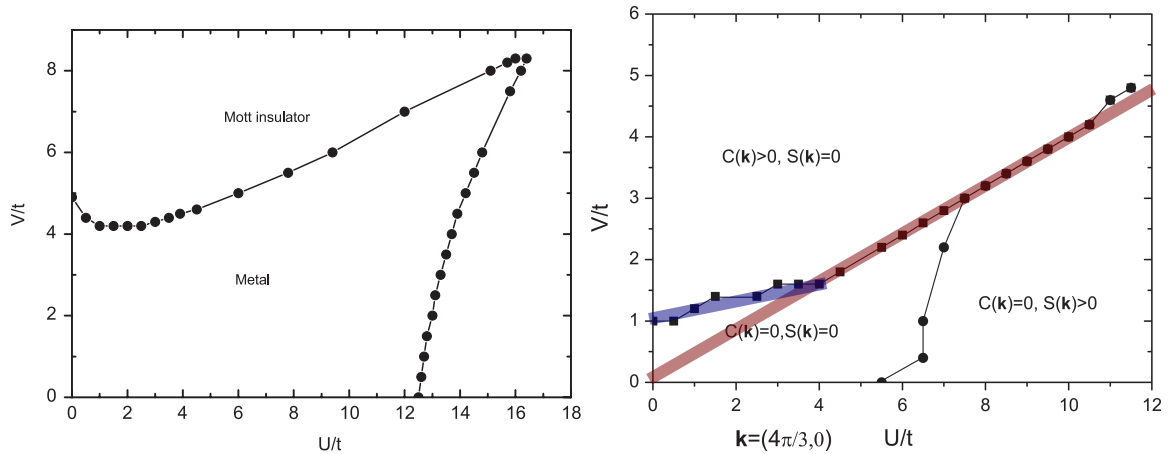 8
6
4
2
0
V/t
Mott insulator
Metal
0 2 4 6 8 10 12 14 16 18
U/t
6
5
4
3
2
1
0
V/t
C(k)>0, S(k)=0
C(k)=0, S(k)>0
C(k)=0,S(k)=0
0 2 4 6 8 10 12
k=(4π/3,0) U/t